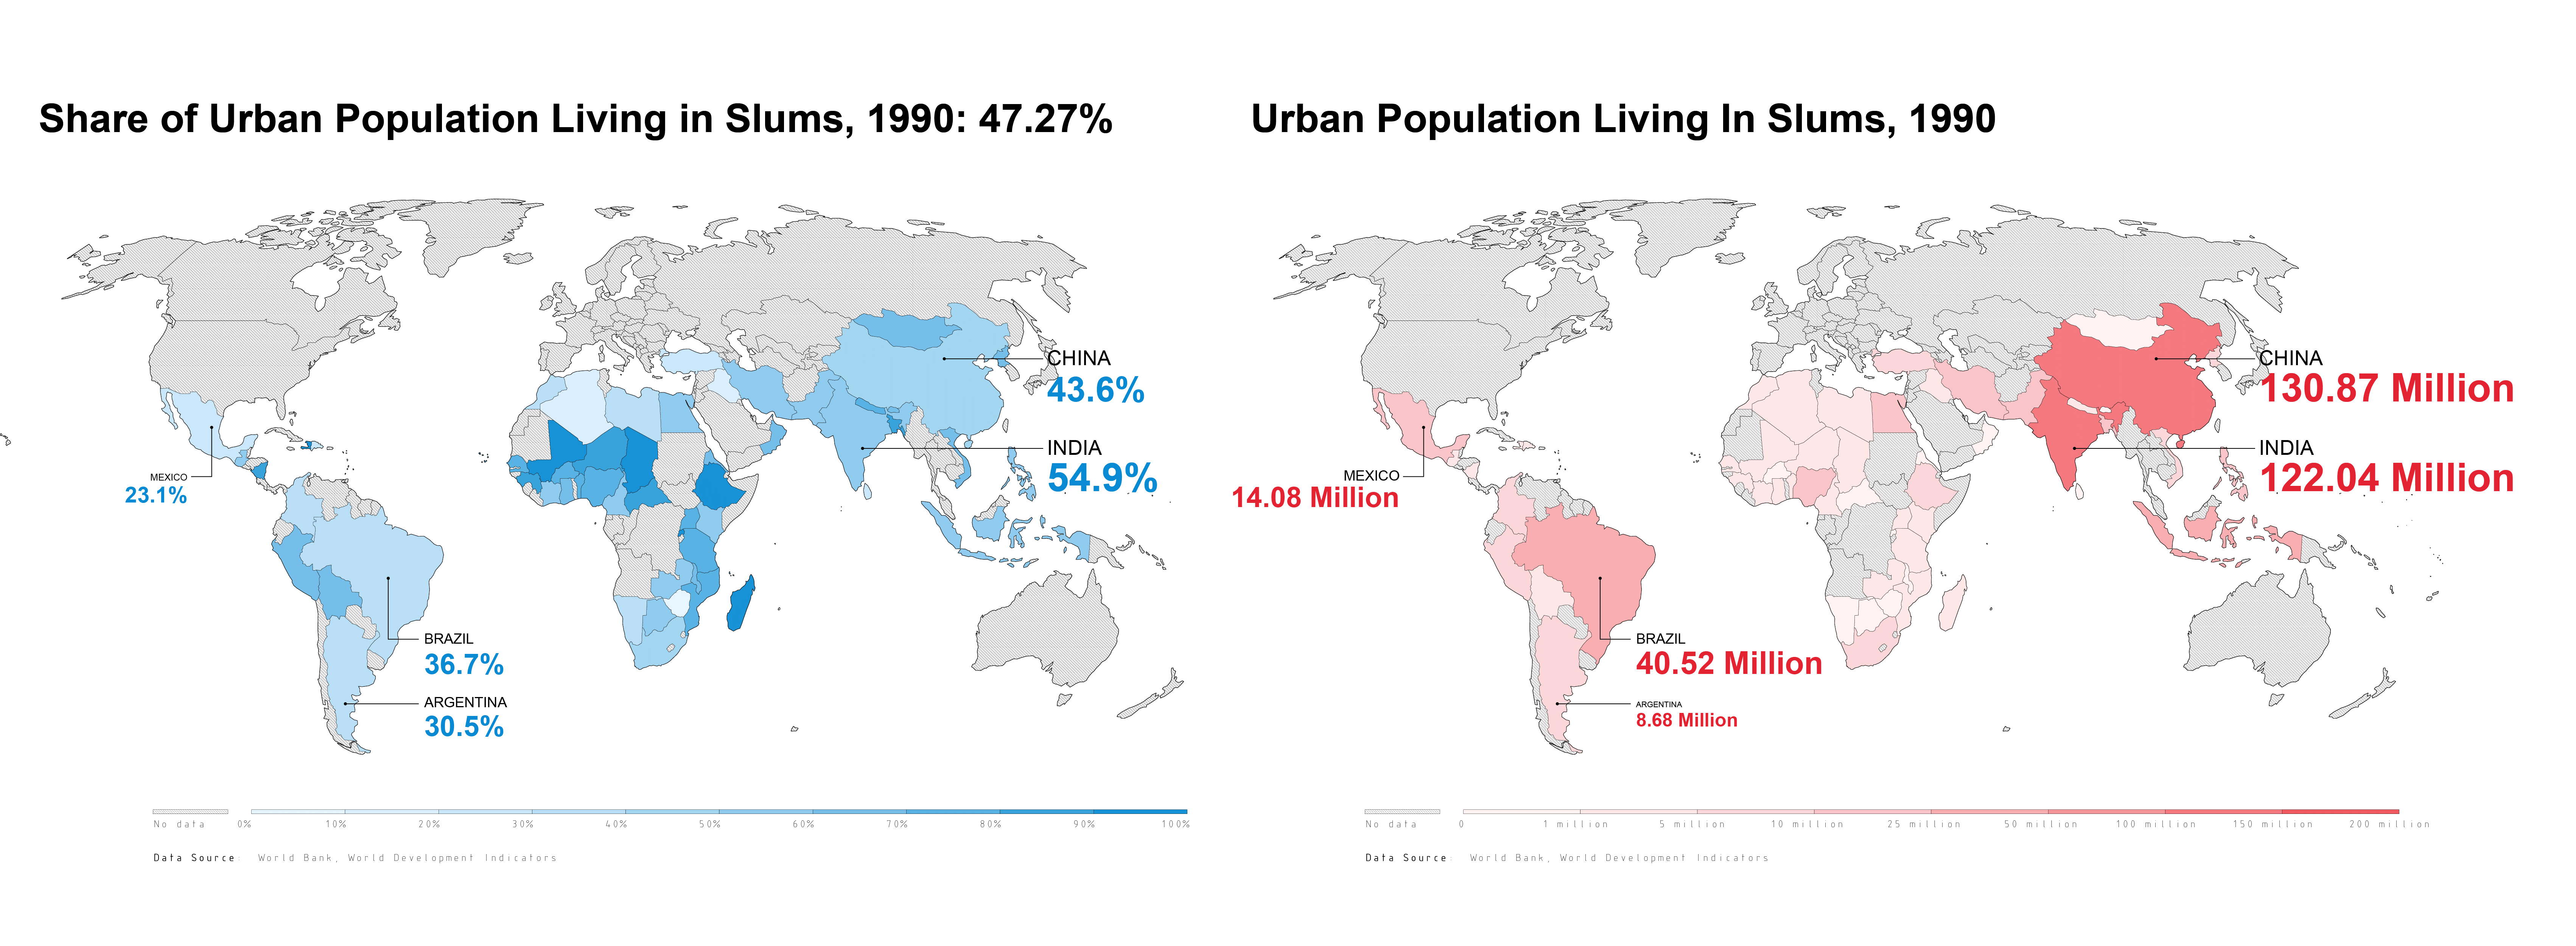 Share of Urban Population Living in Slums, 1990: 47.27%
CHINA
43.6%
INDIA
54.9%
MEXICO
23.1%
BRAZIL
36.7%
ARGENTINA
30.5%
No data 0% 10% 20% 30% 40% 50% 60% 70% 80% 90% 100%
Data Source World Bank, World Development Indicators
Urban Population Living In Slums, 1990
CHINA
130.87 Million
INDIA
122.04 Million
MEXICO
14.08 Million
BRAZIL
40.52 Million
ARGENTINA
8.68 Million
No data 0 1 million 5 million 10 million 25 million 50 million 100 million 150 million 200 million
Data Source World Bank, World Development Indicators